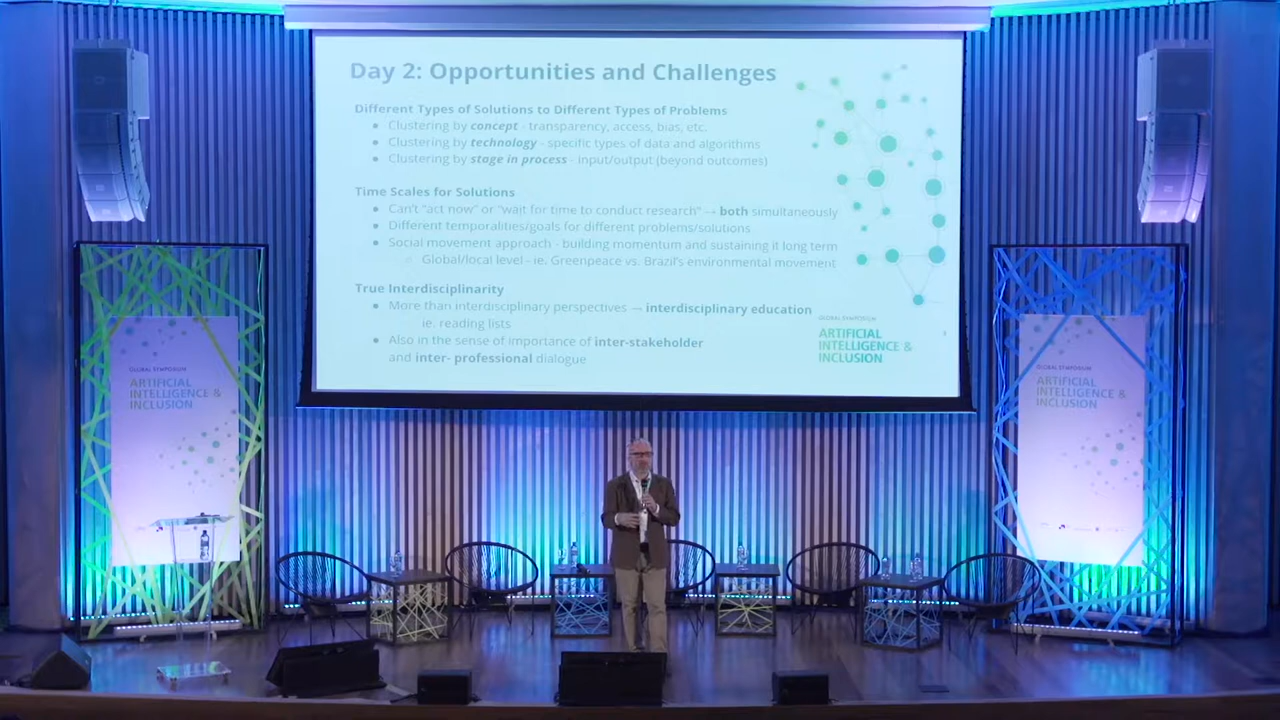 Day 2: Opportunities and Challenges
Different Types of Solutions to Different Types of Problems
• Clustering by concept - transparency, access, bias, etc.
• Clustering by technology - specific types of data and algorithms
• Clustering by stage in process - input/output (beyond outcomes)
Time Scales for Solutions
• Can't "act now" or "wait for time to conduct research" → both simultaneously
• Different temporalities/goals for different problems/solutions
• Social movement approach - building momentum and sustaining it long term
○ Global/local level - ie. Greenpeace vs. Brazil's environmental movement
True Interdisciplinarity
• More than interdisciplinary perspectives → interdisciplinary education
ie. reading lists
• Also in the sense of importance of inter-stakeholder
and inter- professional dialogue
GLOBAL SYMPOSIUM
ARTIFICIAL
INTELLIGENCE &
INCLUSION
GLOBAL SYMPOSIUM
ARTIFICIAL
INTELLIGENCE &
INCLUSION
GLOBAL SYMPOSIUM
ARTIFICIAL
INTELLIGENCE &
INCLUSION